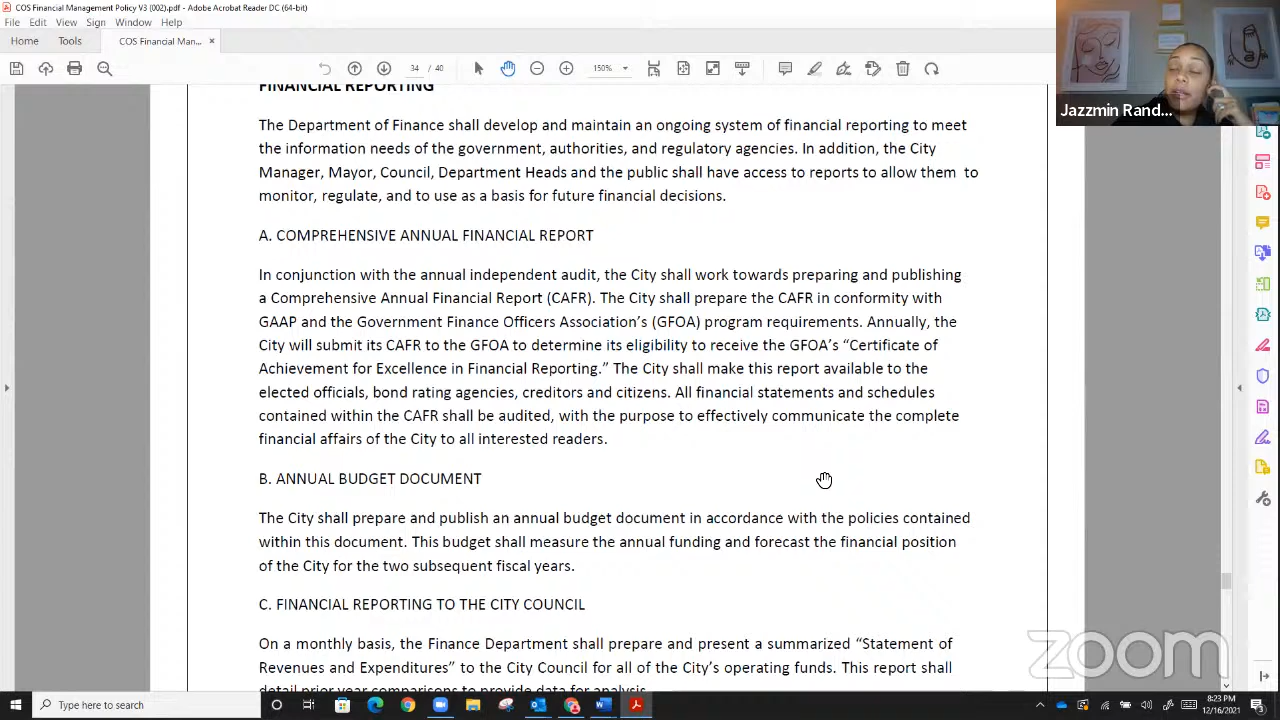 COS Financial Management Policy V3 (002).pdf - Adobe Acrobat Reader DC (64-bit)
File Edit View Sign Window Help
Home Tools COS Financial Man... ×
34 / 40 150%
Jazzmin Rand...
FINANCIAL REPORTING
The Department of Finance shall develop and maintain an ongoing system of financial reporting to meet
the information needs of the government, authorities, and regulatory agencies. In addition, the City
Manager, Mayor, Council, Department Heads and the public shall have access to reports to allow them to
monitor, regulate, and to use as a basis for future financial decisions.
A. COMPREHENSIVE ANNUAL FINANCIAL REPORT
In conjunction with the annual independent audit, the City shall work towards preparing and publishing
a Comprehensive Annual Financial Report (CAFR). The City shall prepare the CAFR in conformity with
GAAP and the Government Finance Officers Association’s (GFOA) program requirements. Annually, the
City will submit its CAFR to the GFOA to determine its eligibility to receive the GFOA’s “Certificate of
Achievement for Excellence in Financial Reporting.” The City shall make this report available to the
elected officials, bond rating agencies, creditors and citizens. All financial statements and schedules
contained within the CAFR shall be audited, with the purpose to effectively communicate the complete
financial affairs of the City to all interested readers.
B. ANNUAL BUDGET DOCUMENT
The City shall prepare and publish an annual budget document in accordance with the policies contained
within this document. This budget shall measure the annual funding and forecast the financial position
of the City for the two subsequent fiscal years.
C. FINANCIAL REPORTING TO THE CITY COUNCIL
On a monthly basis, the Finance Department shall prepare and present a summarized “Statement of
Revenues and Expenditures” to the City Council for all of the City’s operating funds. This report shall
detail prior year comparisons to provide data for analysis.
zoom
Type here to search
8:23 PM
12/16/2021